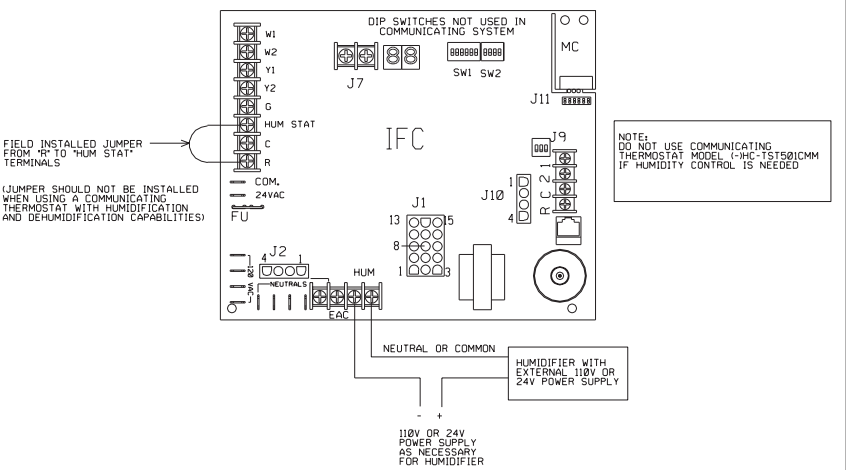 DIP SWITCHES NOT USED IN
COMMUNICATING SYSTEM
W1
W2
Y1
Y2
G
HUM STAT
C
R
COM.
24VAC
FU
J7
88
SW1 SW2
MC
J11
IFC
J9
1
2
C
R
J10
1
4
J1
13 15
8
1 3
J2
4 1
120 VAC
NEUTRALS
HUM
EAC
FIELD INSTALLED JUMPER
FROM "R" TO "HUM STAT"
TERMINALS
(JUMPER SHOULD NOT BE INSTALLED
WHEN USING A COMMUNICATING
THERMOSTAT WITH HUMIDIFICATION
AND DEHUMIDIFICATION CAPABILITIES)
NOTE:
DO NOT USE COMMUNICATING
THERMOSTAT MODEL (-)HC-TST501CMM
IF HUMIDITY CONTROL IS NEEDED
NEUTRAL OR COMMON
HUMIDIFIER WITH
EXTERNAL 110V OR
24V POWER SUPPLY
- +
110V OR 24V
POWER SUPPLY
AS NECESSARY
FOR HUMIDIFIER